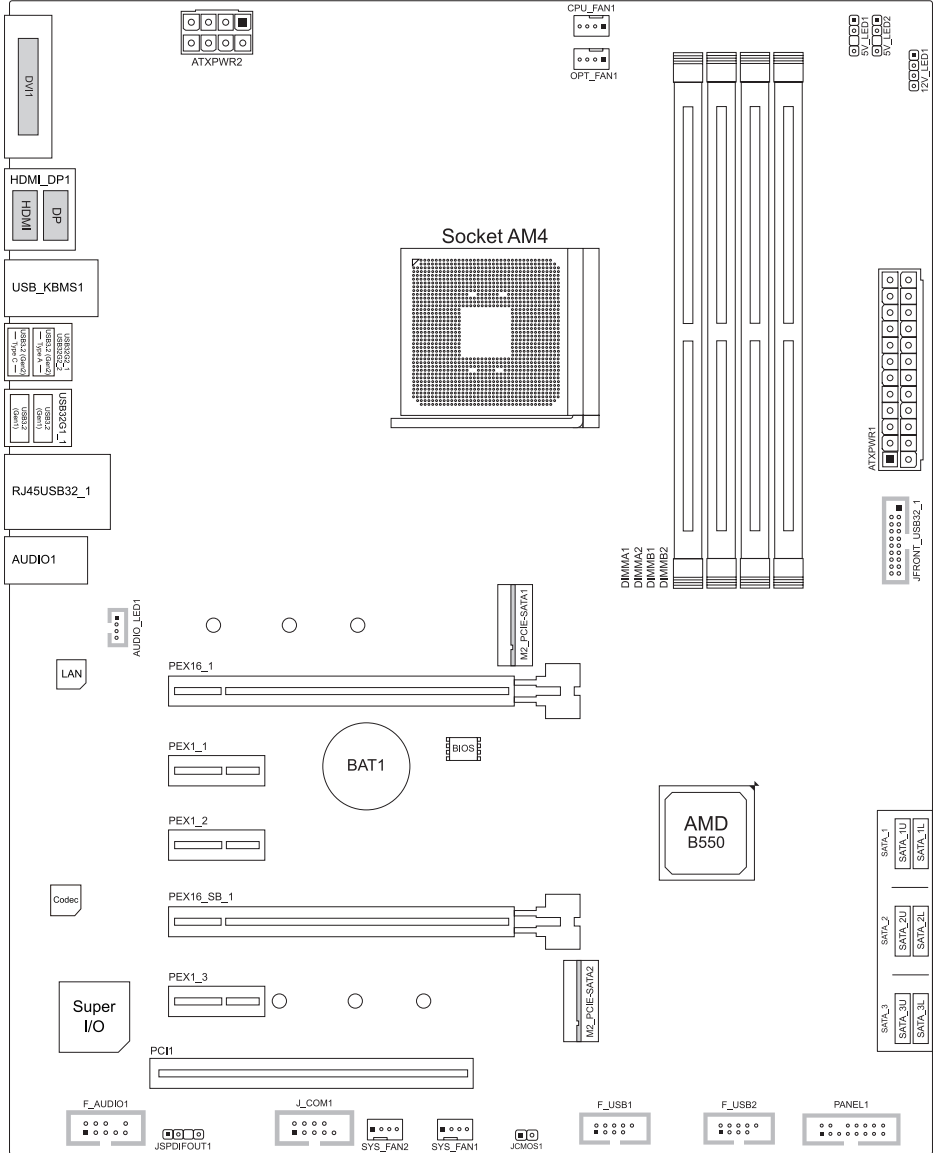 CPU_FAN1
OPT_FAN1
ATXPWR2
5V_LED1
5V_LED2
12V_LED1
DVI1
HDMI_DP1
HDMI
DP
Socket AM4
USB_KBMS1
USB32G2_1
USB32G2_2
USB3.2 (Gen2)
Type A
USB3.2 (Gen2)
Type C
USB32G1_1
USB3.2
(Gen1)
USB3.2
(Gen1)
ATXPWR1
RJ45USB32_1
JFRONT_USB32_1
AUDIO1
DIMMA1
DIMMA2
DIMMB1
DIMMB2
AUDIO_LED1
M2_PCIE-SATA1
LAN
PEX16_1
PEX1_1
BAT1
BIOS
PEX1_2
AMD
B550
SATA_1
SATA_1U
SATA_1L
Codec
PEX16_SB_1
SATA_2
SATA_2U
SATA_2L
PEX1_3
M2_PCIE-SATA2
Super
I/O
SATA_3
SATA_3U
SATA_3L
PCI1
F_AUDIO1
JSPDIFOUT1
J_COM1
SYS_FAN2
SYS_FAN1
JCMOS1
F_USB1
F_USB2
PANEL1